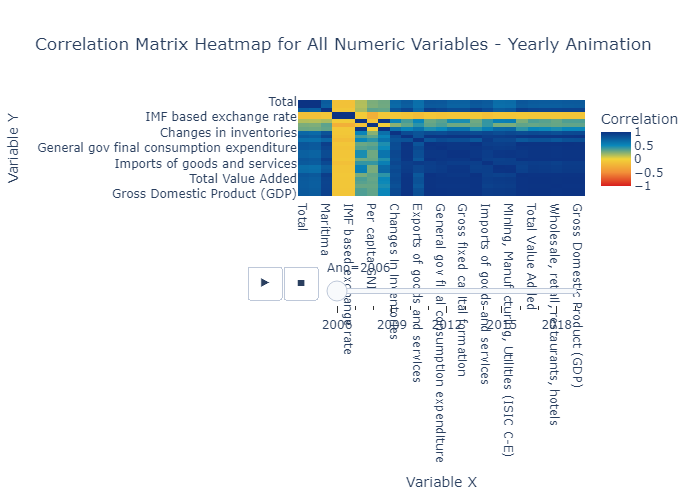 Correlation Matrix Heatmap for All Numeric Variables - Yearly Animation
Variable Y
Total
IMF based exchange rate
Changes in inventories
General gov final consumption expenditure
Imports of goods and services
Total Value Added
Gross Domestic Product (GDP)
Correlation
1
0.5
0
−0.5
−1
Total
Maritima
IMF based exchange rate
Per capita GNI
Changes in inventories
Exports of goods and services
General gov final consumption expenditure
Gross fixed capital formation
Imports of goods and services
Mining, Manufacturing, Utilities (ISIC C-E)
Total Value Added
Wholesale, retail, restaurants, hotels
Gross Domestic Product (GDP)
Ano=2006
2006
2009
2012
2015
2018
Variable X